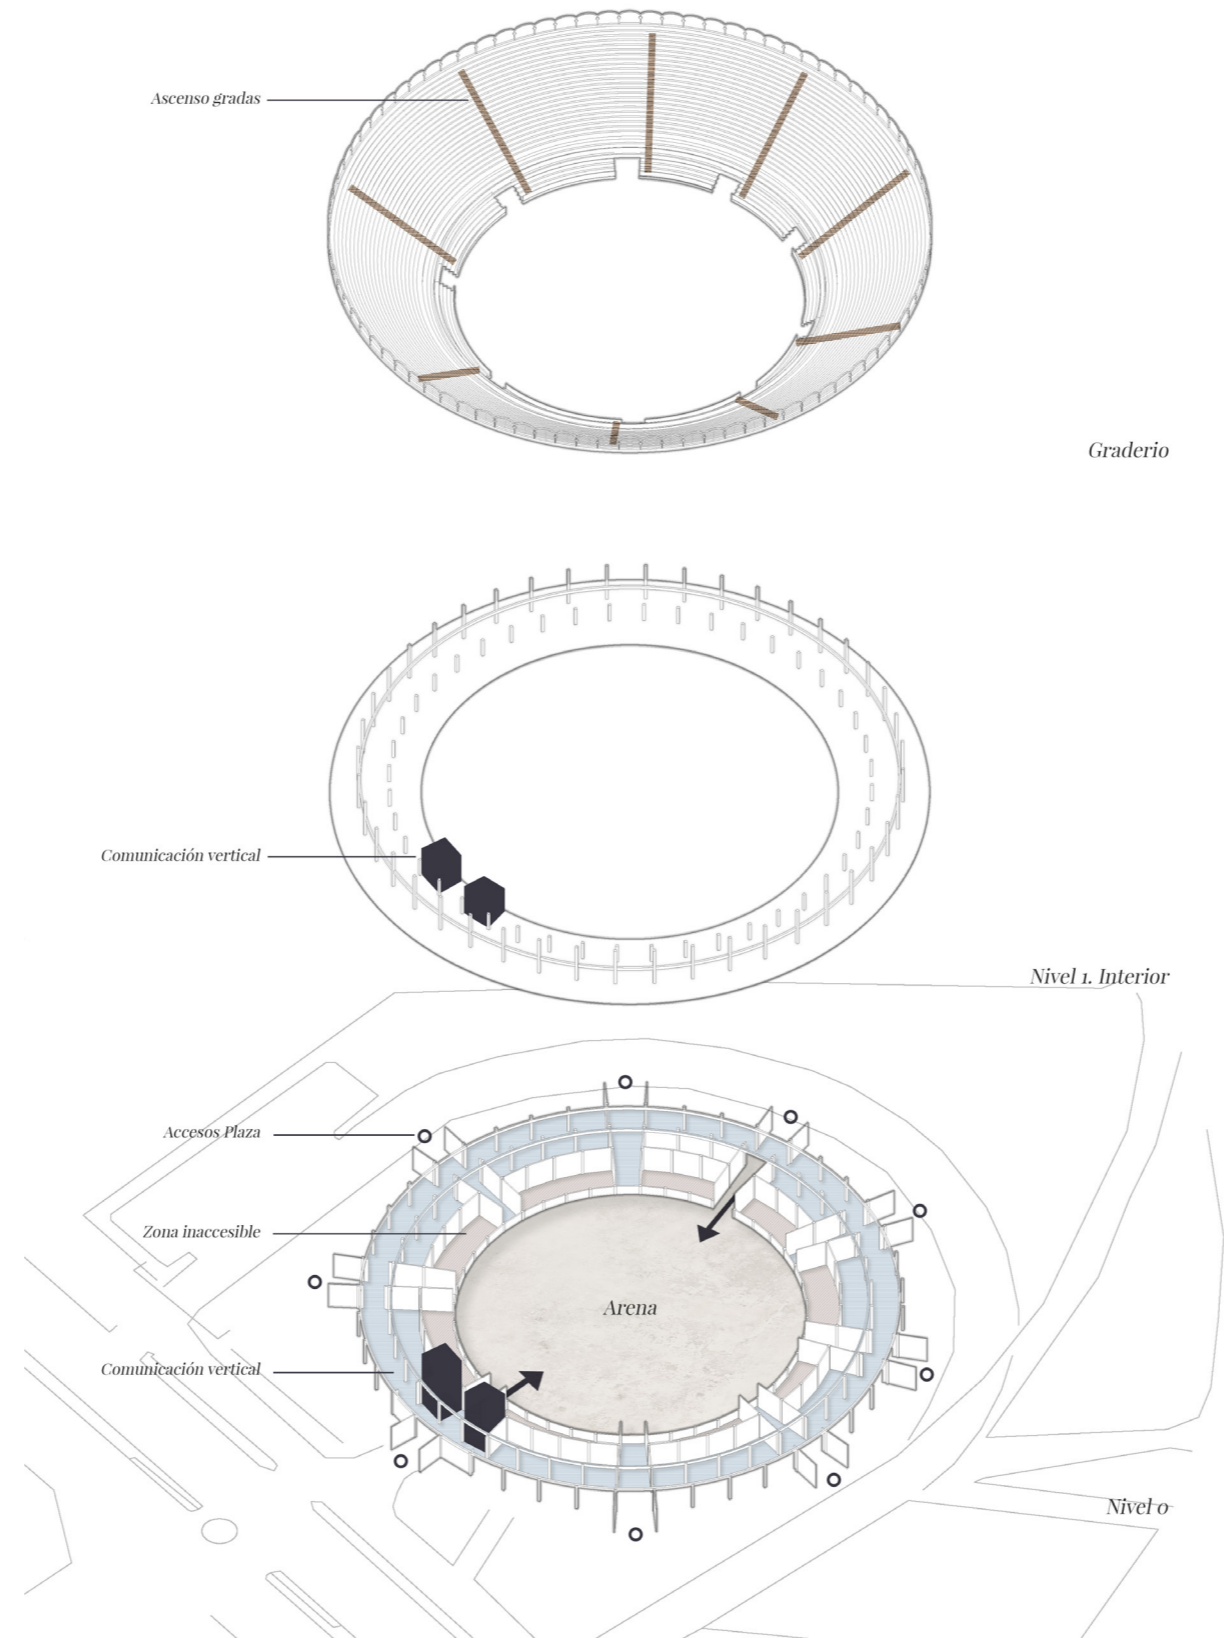 Ascenso gradas
Graderio
Comunicación vertical
Nivel 1. Interior
Accesos Plaza
Zona inaccesible
Arena
Comunicación vertical
Nivel 0